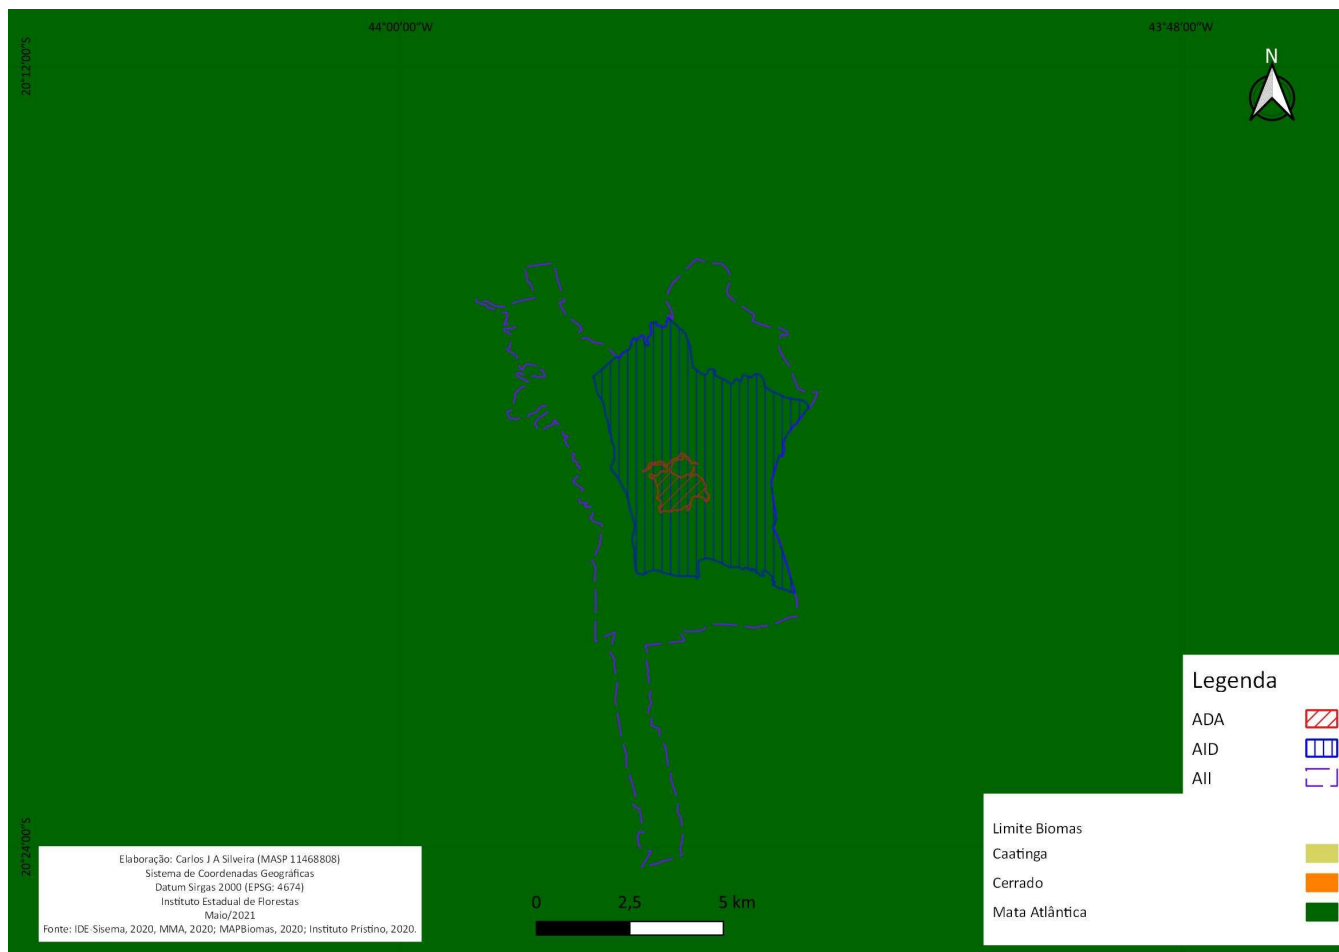 44°00'00"W
43°48'00"W
20°12'00"S
N
Legenda
ADA
AID
AII
Limite Biomas
Caatinga
Cerrado
Mata Atlântica
20°24'00"S
Elaboração: Carlos J A Silveira (MASP 11468808)
Sistema de Coordenadas Geográficas
Datum Sirgas 2000 (EPSG: 4674)
Instituto Estadual de Florestas
Maio/2021
Fonte: IDE-Sisema, 2020, MMA, 2020; MAPBiomas, 2020; Instituto Prístino, 2020.
0 2,5 5 km